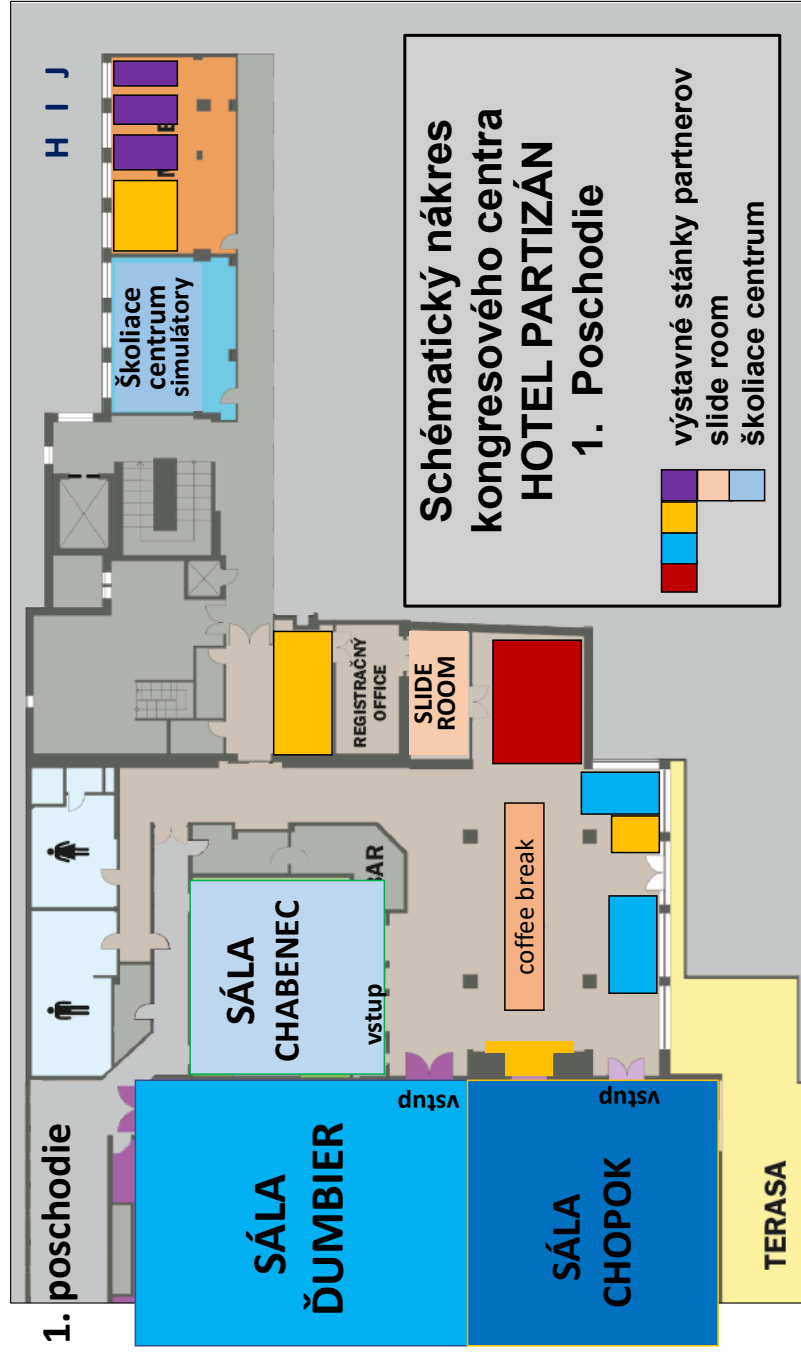 1. poschodie
H I J
Školiace
centrum
simulátory
Schématický nákres
kongresového centra
HOTEL PARTIZÁN
1. Poschodie
výstavné stánky partnerov
slide room
školiace centrum
REGISTRAČNÝ
OFFICE
SLIDE
ROOM
BAR
SÁLA
CHABENEC
vstup
coffee break
SÁLA
ĎUMBIER
vstup
SÁLA
CHOPOK
vstup
TERASA